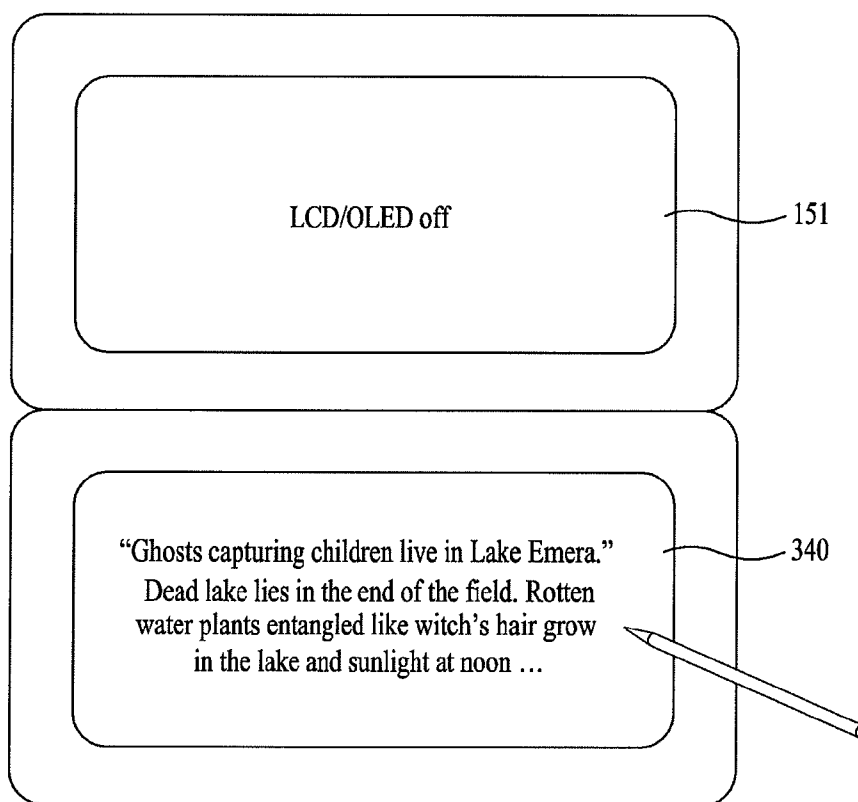 LCD/OLED off
151
“Ghosts capturing children live in Lake Emera.”
340
Dead lake lies in the end of the field. Rotten
water plants entangled like witch’s hair grow
in the lake and sunlight at noon …